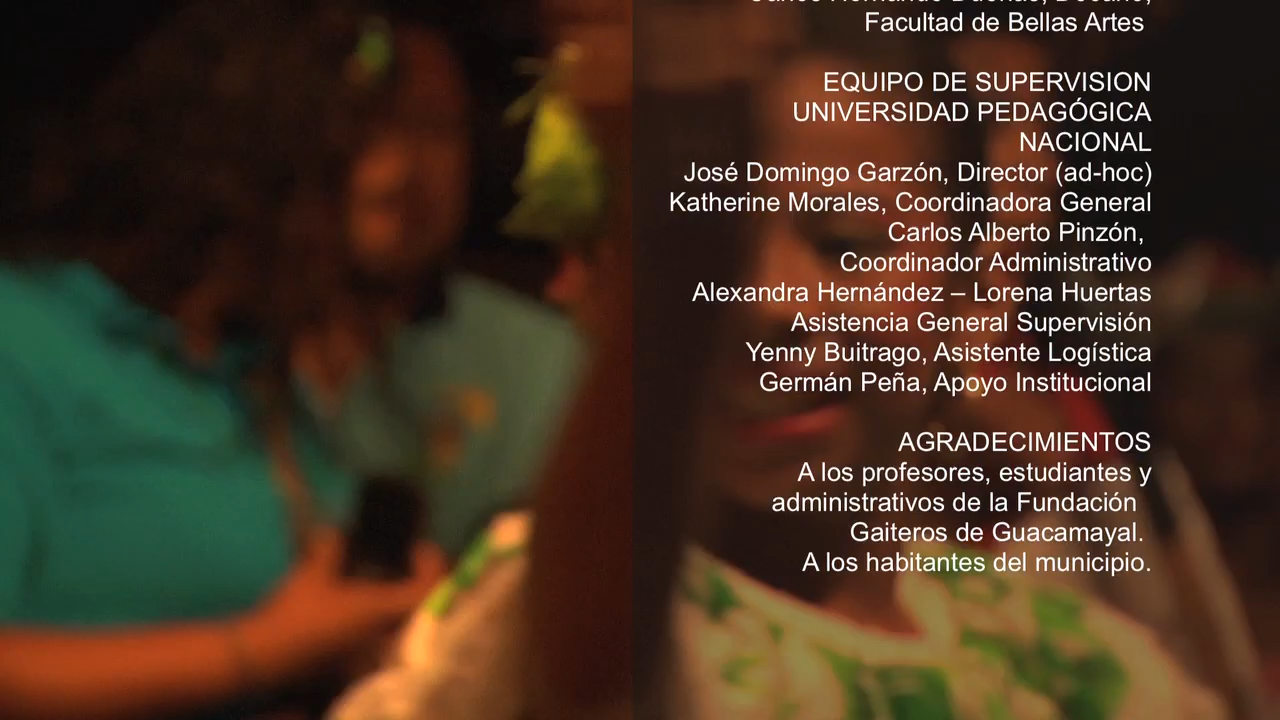 Facultad de Bellas Artes
EQUIPO DE SUPERVISION
UNIVERSIDAD PEDAGÓGICA
NACIONAL
José Domingo Garzón, Director (ad-hoc)
Katherine Morales, Coordinadora General
Carlos Alberto Pinzón,
Coordinador Administrativo
Alexandra Hernández – Lorena Huertas
Asistencia General Supervisión
Yenny Buitrago, Asistente Logística
Germán Peña, Apoyo Institucional
AGRADECIMIENTOS
A los profesores, estudiantes y
administrativos de la Fundación
Gaiteros de Guacamayal.
A los habitantes del municipio.